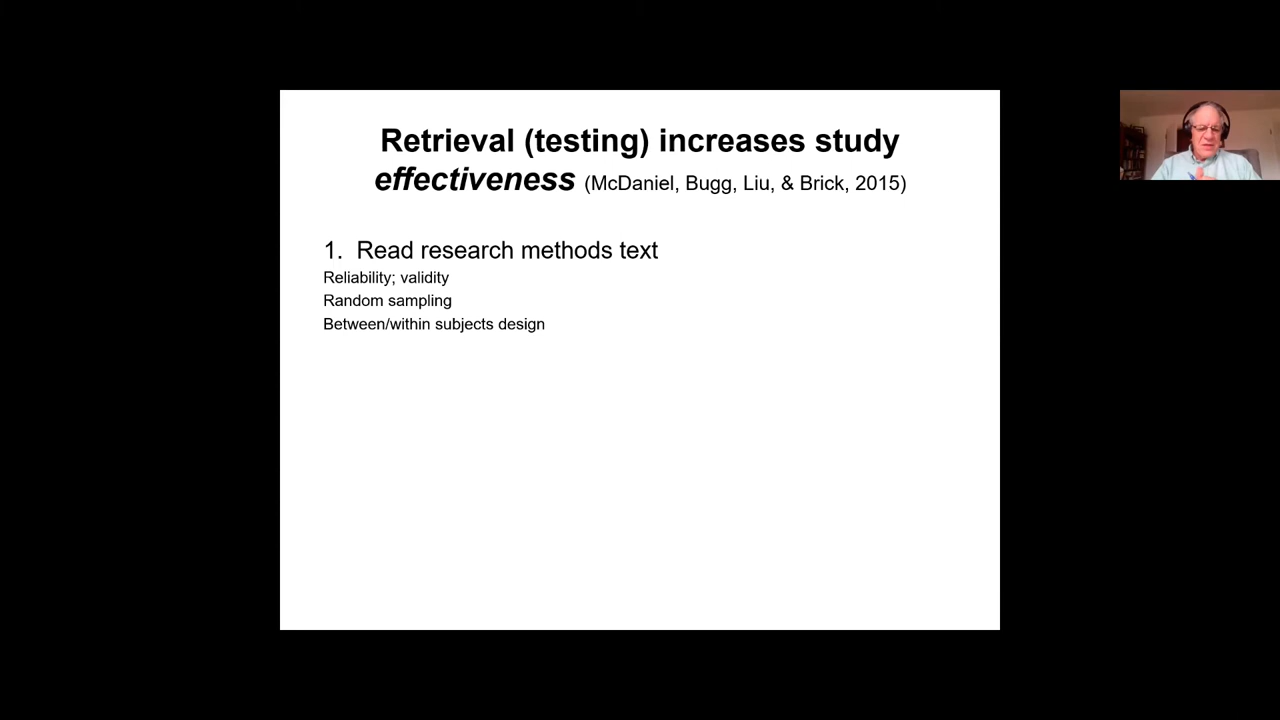 Retrieval (testing) increases study
effectiveness (McDaniel, Bugg, Liu, & Brick, 2015)
1. Read research methods text
Reliability; validity
Random sampling
Between/within subjects design